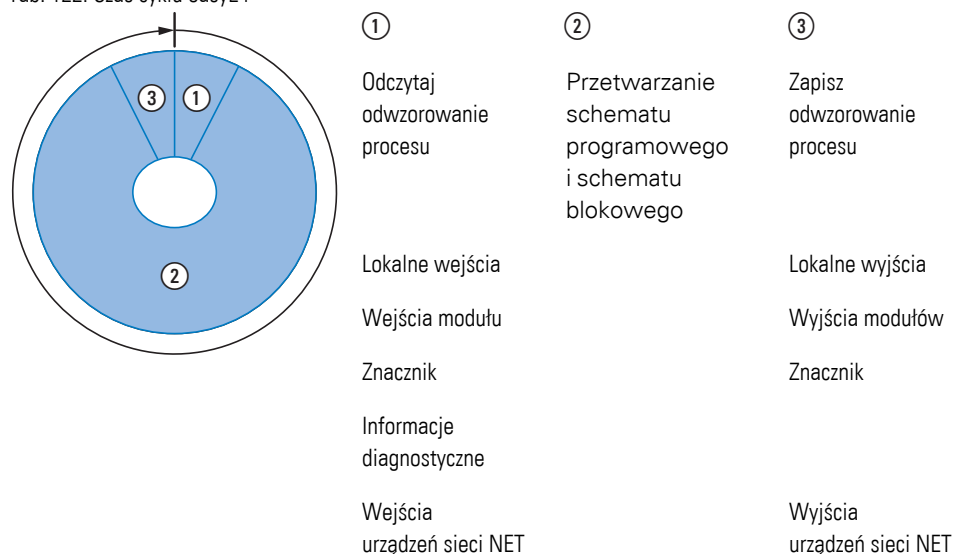 ①
②
③
Odczytaj
odwzorowanie
procesu
Przetwarzanie
schematu
programowego
i schematu
blokowego
Zapisz
odwzorowanie
procesu
③
①
②
Lokalne wejścia
Lokalne wyjścia
Wejścia modułu
Wyjścia modułów
Znacznik
Znacznik
Informacje
diagnostyczne
Wejścia
urządzeń sieci NET
Wyjścia
urządzeń sieci NET